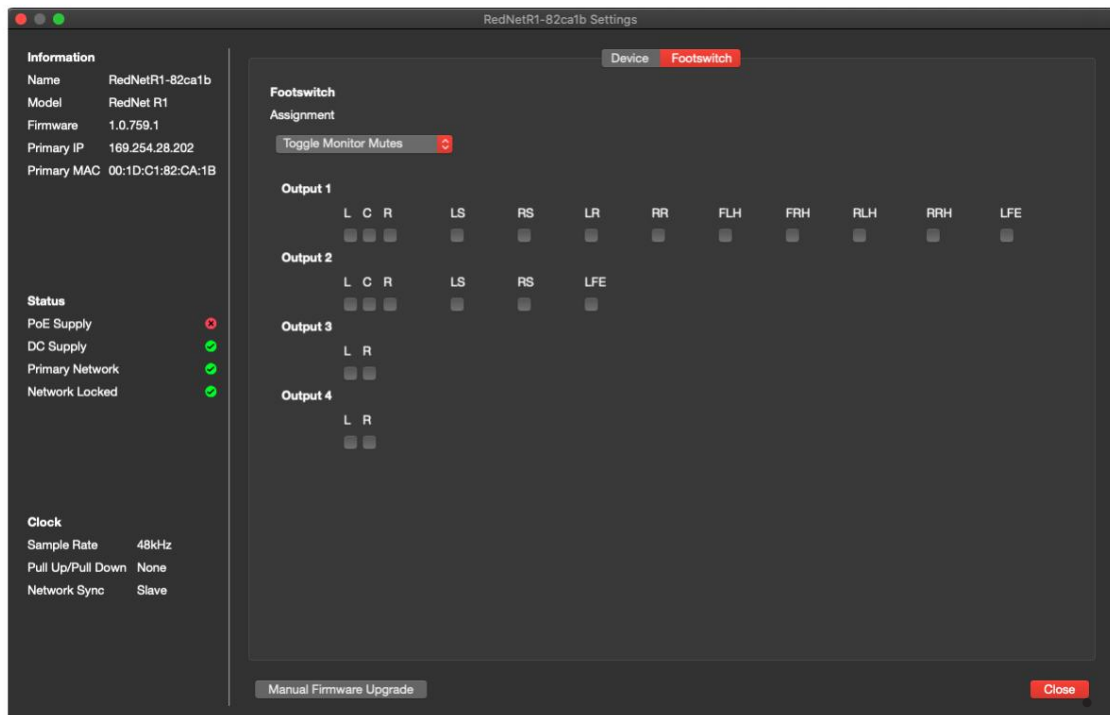 RedNetR1-82ca1b Settings
Information
Name RedNetR1-82ca1b
Model RedNet R1
Firmware 1.0.759.1
Primary IP 169.254.28.202
Primary MAC 00:1D:C1:82:CA:1B
Status
PoE Supply
DC Supply
Primary Network
Network Locked
Clock
Sample Rate 48kHz
Pull Up/Pull Down None
Network Sync Slave
Device Footswitch
Footswitch
Assignment
Toggle Monitor Mutes
Output 1
L C R LS RS LR RR FLH FRH RLH RRH LFE
Output 2
L C R LS RS LFE
Output 3
L R
Output 4
L R
Manual Firmware Upgrade Close